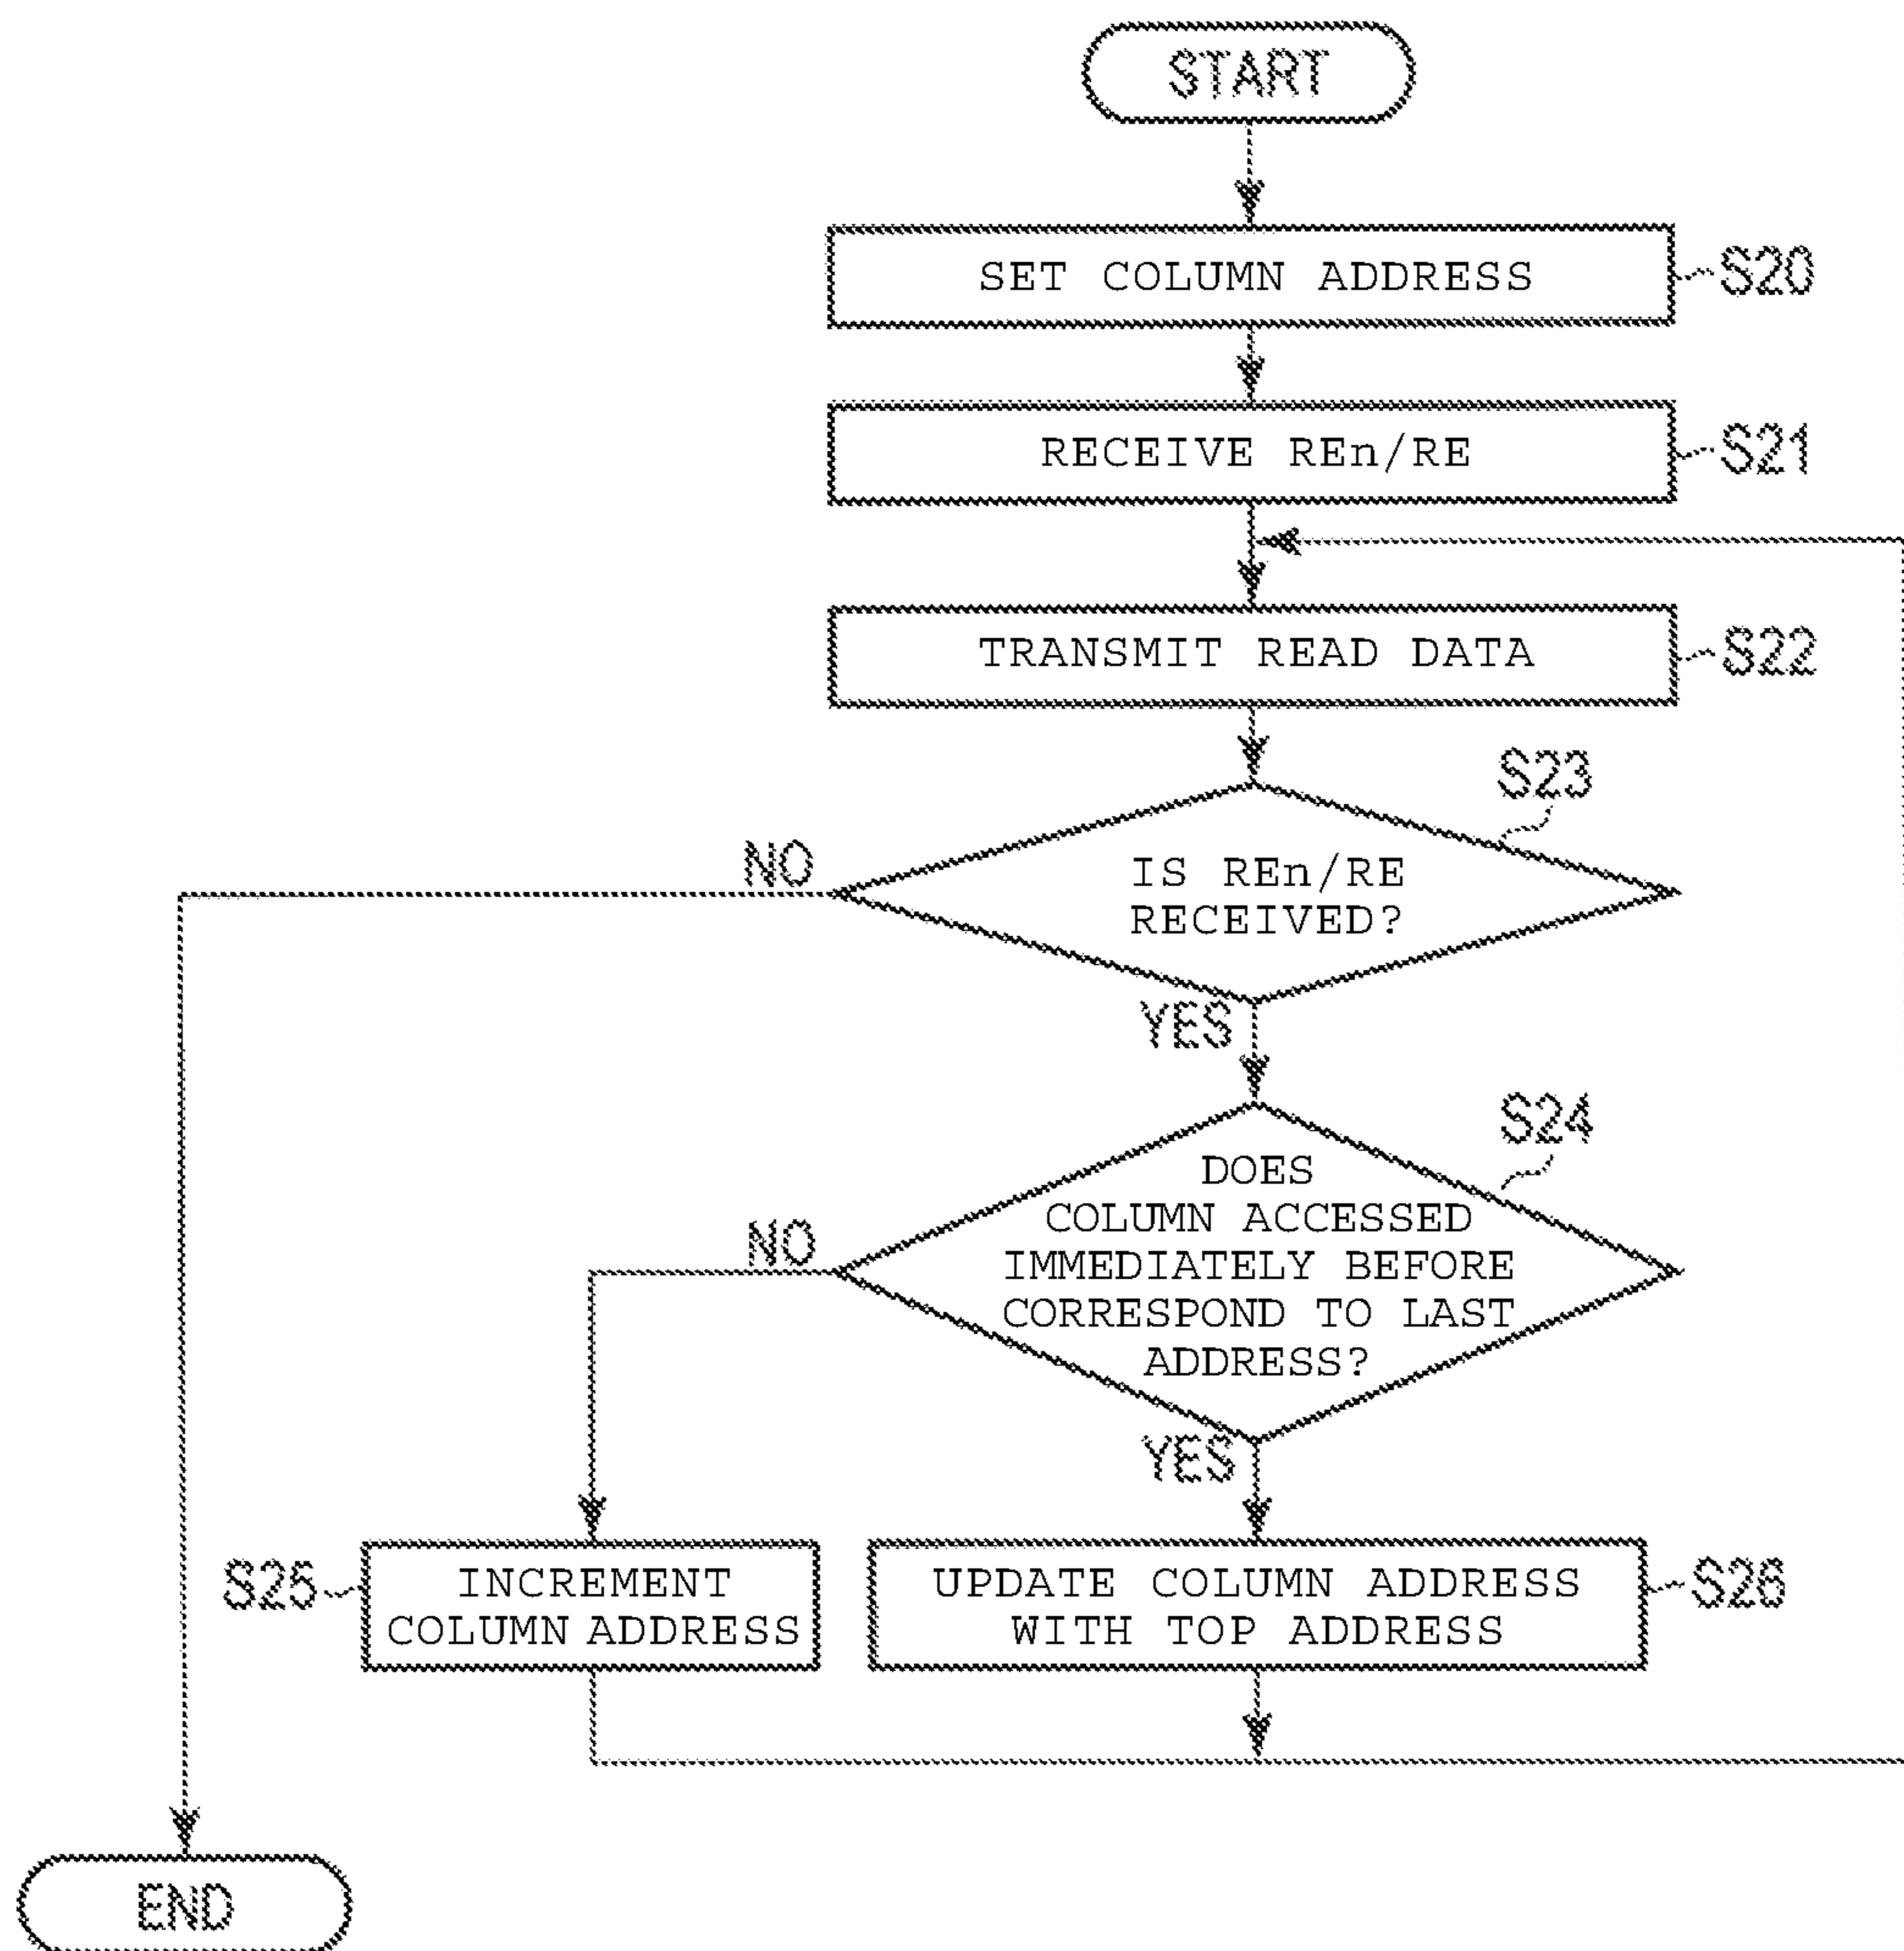 START
SET COLUMN ADDRESS
S20
RECEIVE REn/RE
S21
TRANSMIT READ DATA
S22
S23
NO
IS REn/RE
RECEIVED?
YES
S24
NO
DOES
COLUMN ACCESSED
IMMEDIATELY BEFORE
CORRESPOND TO LAST
ADDRESS?
YES
S25
INCREMENT
COLUMN ADDRESS
UPDATE COLUMN ADDRESS
WITH TOP ADDRESS
S26
END